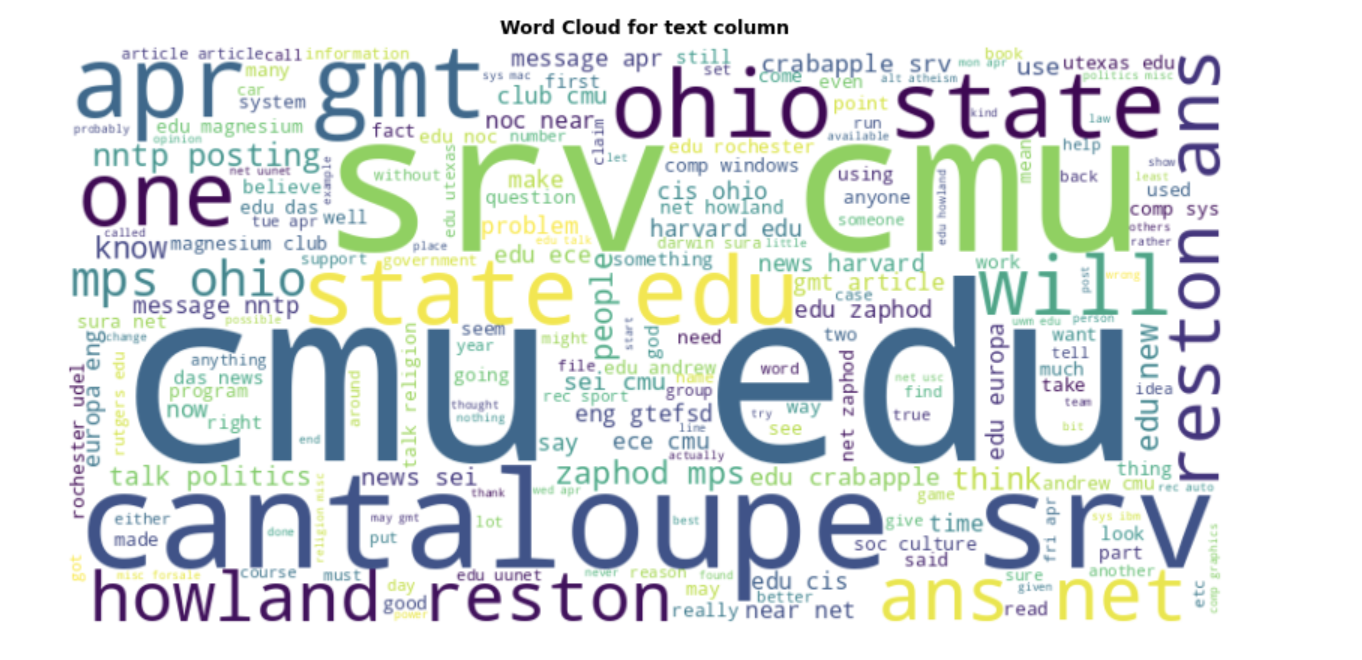 Word Cloud for text column
article article
call
information
message apr
still
crabapple srv
mon apr
book
use
utexas edu
apr gmt
many
car
system
sys mac
first
set
come
even
alt atheism
politics misc
club cmu
ohio state
restonans
probably
edu magnesium
opinion
fact
edu noc
noc near
number
claim
point
run
available
kind
law
nntp posting
net uunet
example
srv cmu
let
edu rochester
comp windows
mean
help
show
one
believe
without
edu utexas
make
question
cis ohio
using
anyone
edu howland
back
least
used
edu das
tue apr
well
problem
net howland
harvard edu
someone
comp sys
others
called
know
magnesium club
place
edu talk
darwin sura
little
rather
support
government
edu ece
something
news harvard
work
will
post
wrong
mps ohio
state edu
people
gmt article
case
message nntp
edu zaphod
sura net
possible
uwm edu
person
change
europa eng
cmu edu
seem
year
might
start
god
need
two
edu europa
want
edu new
anything
talk religion
file
edu andrew
word
net zaphod
tell
das news
program
rutgers edu
around
going
sei cmu
name
group
net usc
find
much
take
idea
now
right
thought
nothing
rec sport
eng gtefsd
try
way
true
team
line
see
bit
end
say
ece cmu
actually
rochester udel
talk politics
news sei
zaphod mps
edu crabapple
think
thing
andrew cmu
rec auto
thank
wed apr
game
cantaloupe srv
either
made
done
religion misc
may gmt
put
lot
best
give
time
fri apr
sys ibm
look
part
soc culture
said
got
misc forsale
course
must
edu uunet
never
reason
found
another
howland reston
day
good
power
may
really
edu cis
better
near net
ans net
sure
given
read
etc
comp graphics